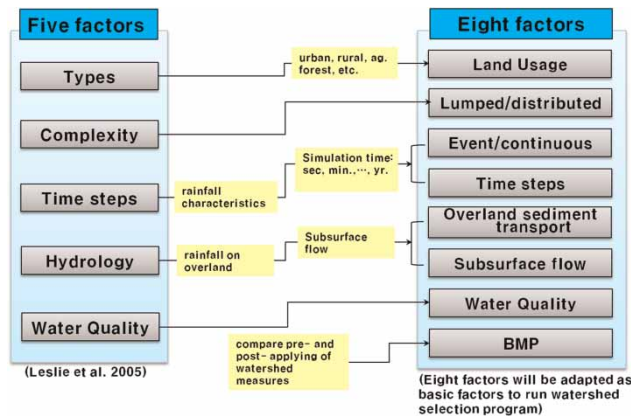 Five factors
Types
Complexity
Time steps
Hydrology
Water Quality
(Leslie et al. 2005)
urban, rural, ag.
forest, etc.
rainfall
characteristics
Simulation time:
sec, min.,···, yr.
rainfall on
overland
Subsurface
flow
compare pre- and
post- applying of
watershed
measures
Eight factors
Land Usage
Lumped/distributed
Event/continuous
Time steps
Overland sediment
transport
Subsurface flow
Water Quality
BMP
(Eight factors will be adapted as
basic factors to run watershed
selection program)